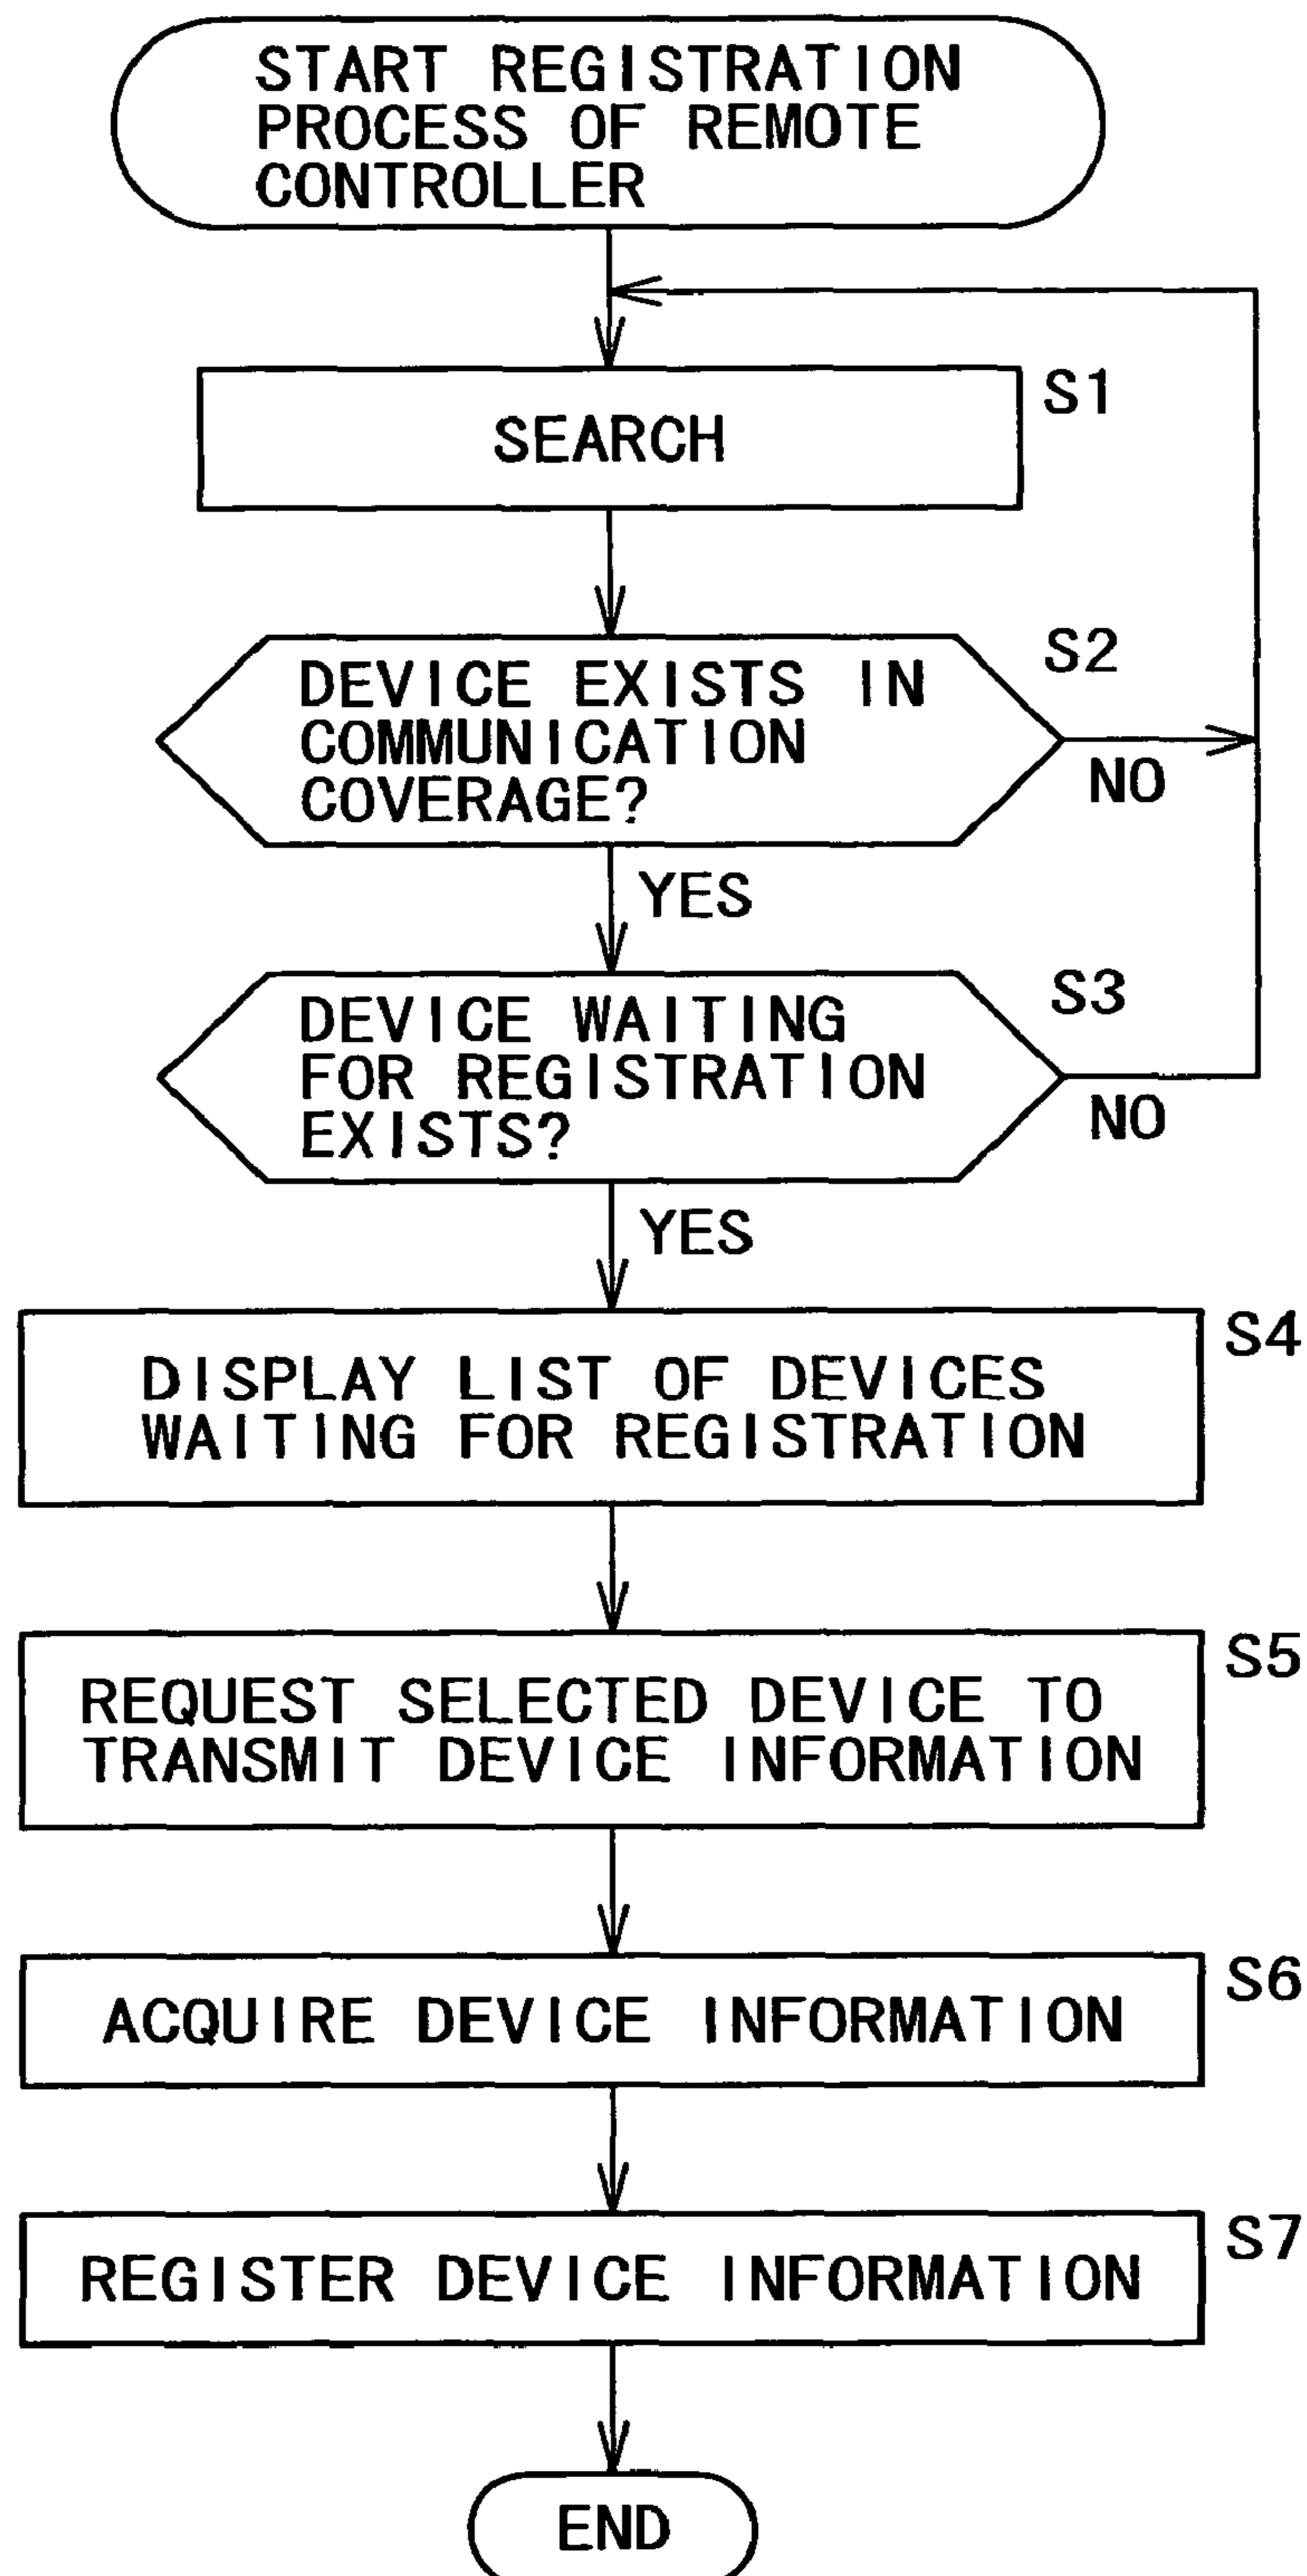 START REGISTRATION
PROCESS OF REMOTE
CONTROLLER
S1
SEARCH
S2
DEVICE EXISTS IN
COMMUNICATION
COVERAGE?
NO
YES
S3
DEVICE WAITING
FOR REGISTRATION
EXISTS?
NO
YES
S4
DISPLAY LIST OF DEVICES
WAITING FOR REGISTRATION
S5
REQUEST SELECTED DEVICE TO
TRANSMIT DEVICE INFORMATION
S6
ACQUIRE DEVICE INFORMATION
S7
REGISTER DEVICE INFORMATION
END